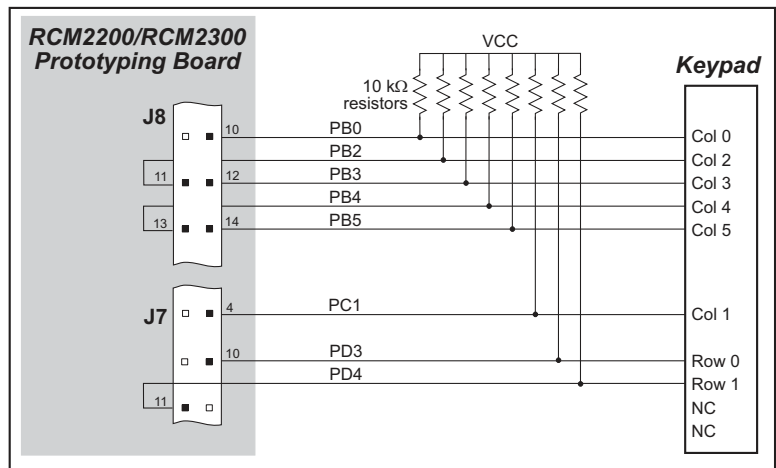 RCM2200/RCM2300
Prototyping Board
VCC
Keypad
10 kΩ
resistors
J8
10
PB0
Col 0
PB2
Col 2
11
12
PB3
Col 3
PB4
Col 4
13
14
PB5
Col 5
J7
4
PC1
Col 1
10
PD3
Row 0
PD4
Row 1
11
NC
NC